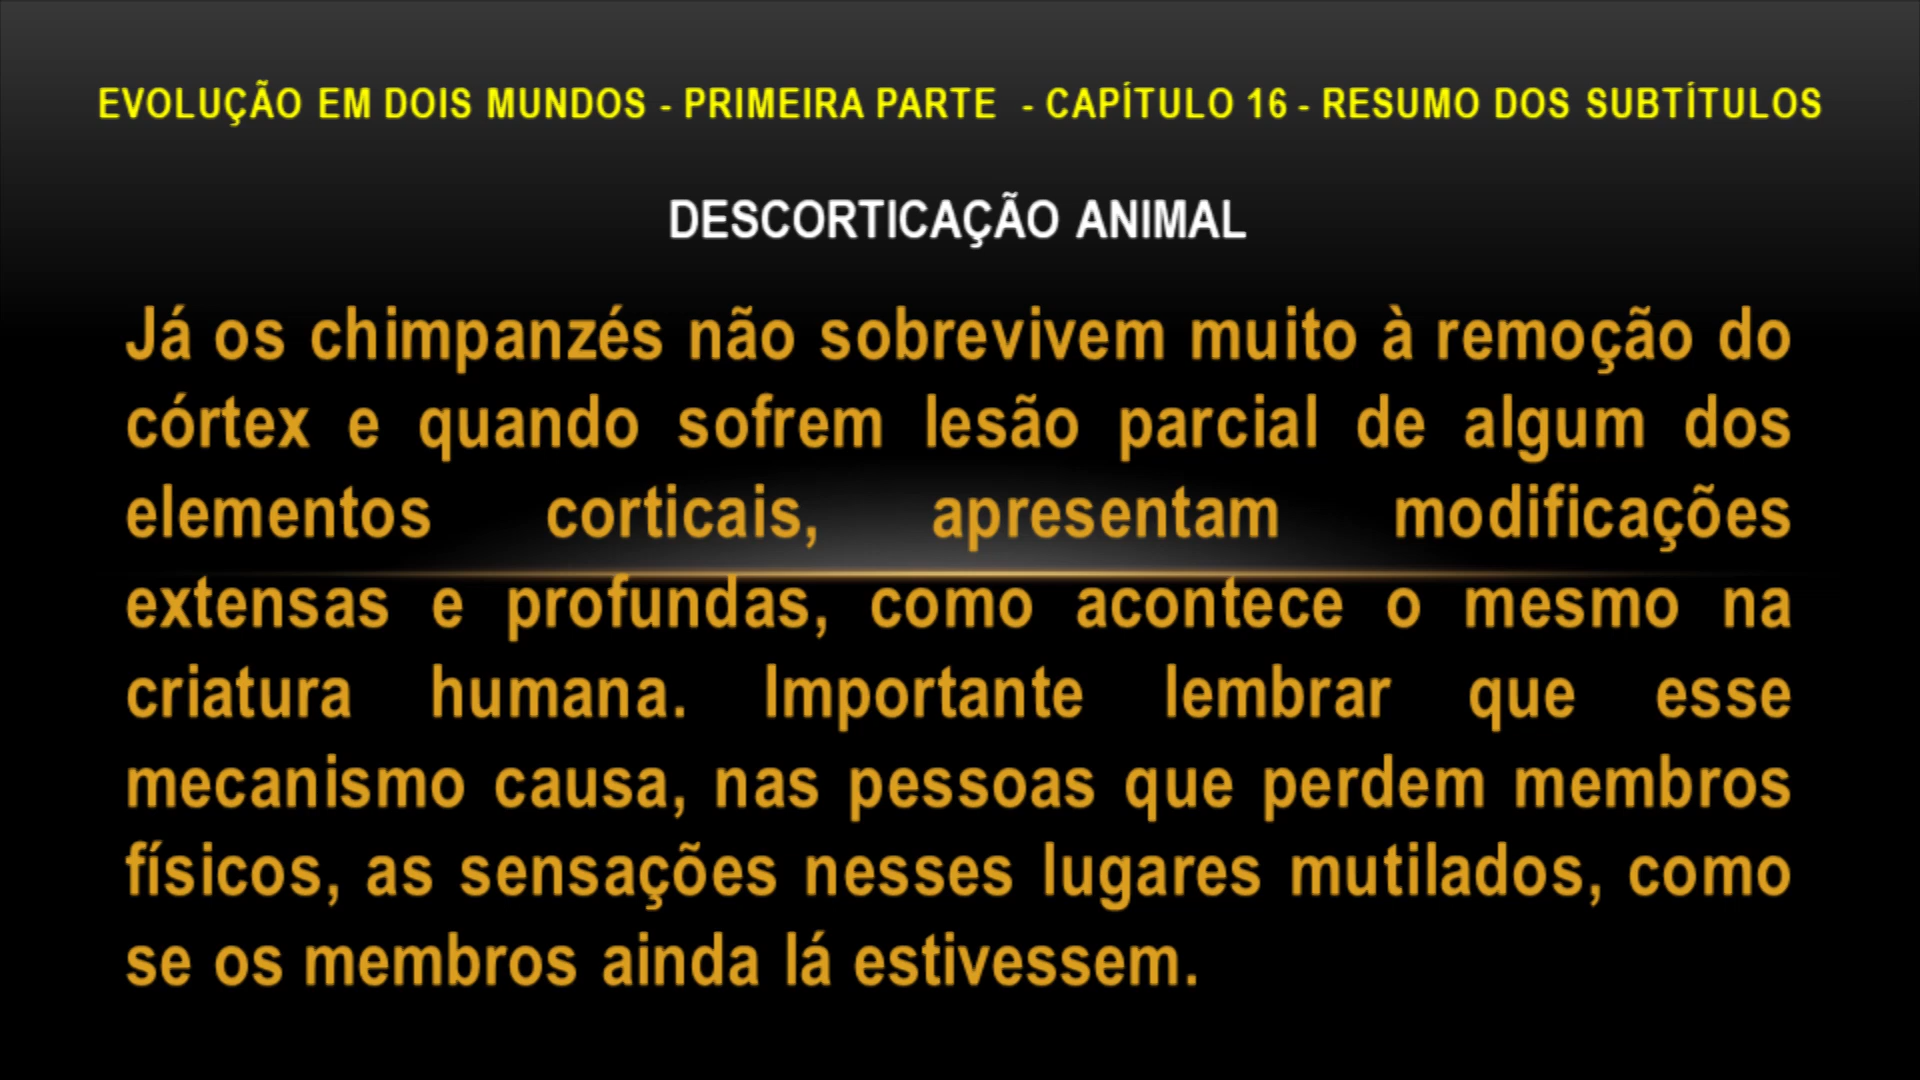 EVOLUÇÃO EM DOIS MUNDOS - PRIMEIRA PARTE - CAPÍTULO 16 - RESUMO DOS SUBTÍTULOS
DESCORTICAÇÃO ANIMAL
Já os chimpanzés não sobrevivem muito à remoção do
córtex e quando sofrem lesão parcial de algum dos
elementos corticais, apresentam modificações
extensas e profundas, como acontece o mesmo na
criatura humana. Importante lembrar que esse
mecanismo causa, nas pessoas que perdem membros
físicos, as sensações nesses lugares mutilados, como
se os membros ainda lá estivessem.